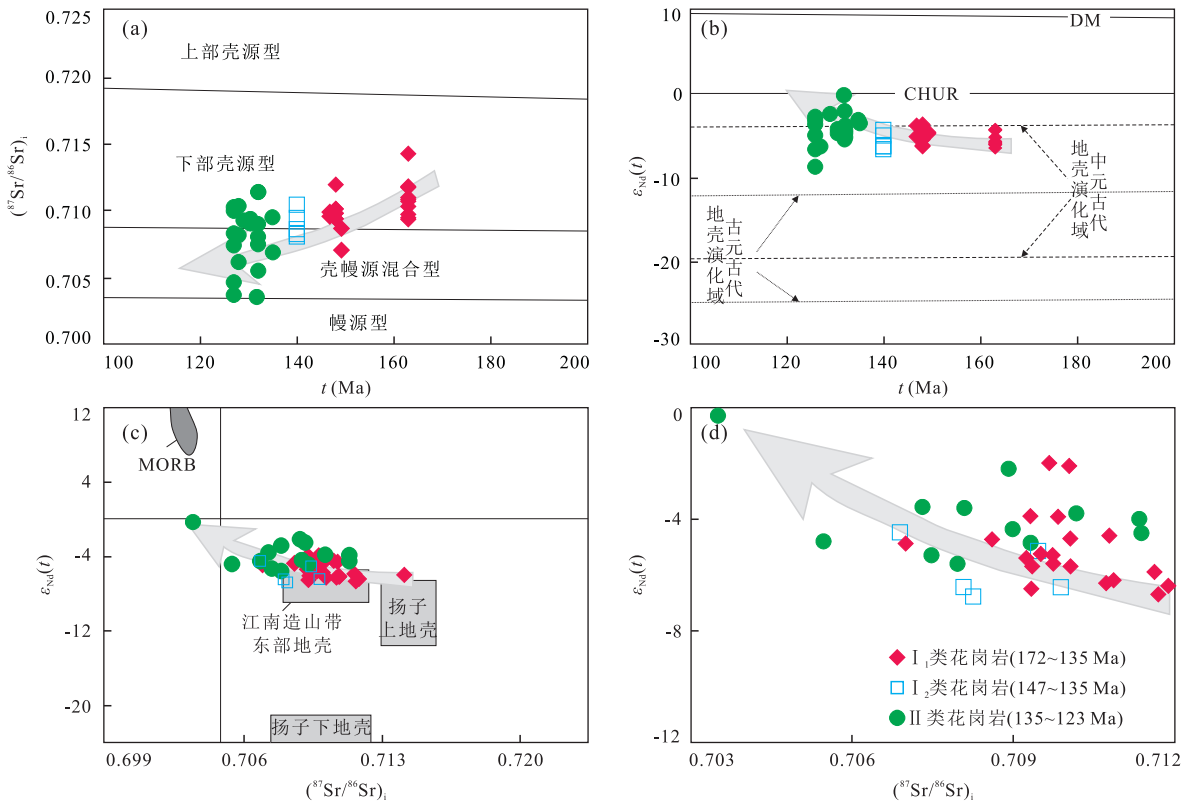 (a)
0.725
0.720
0.715
0.710
0.705
0.700
(⁸⁷Sr/⁸⁶Sr)ᵢ
上部壳源型
下部壳源型
壳幔源混合型
幔源型
100
120
140
160
180
200
t (Ma)
(b)
10
0
-10
-20
-30
εNd(t)
DM
CHUR
中元古代
地壳演化域
古元古代
地壳演化域
100
120
140
160
180
200
t (Ma)
(c)
12
4
-4
-12
-20
εNd(t)
MORB
江南造山带
东部地壳
扬子
上地壳
扬子下地壳
0.699
0.706
0.713
0.720
(⁸⁷Sr/⁸⁶Sr)ᵢ
(d)
0
-4
-8
-12
εNd(t)
Ⅰ₁类花岗岩(172~135 Ma)
Ⅰ₂类花岗岩(147~135 Ma)
Ⅱ类花岗岩(135~123 Ma)
0.703
0.706
0.709
0.712
(⁸⁷Sr/⁸⁶Sr)ᵢ